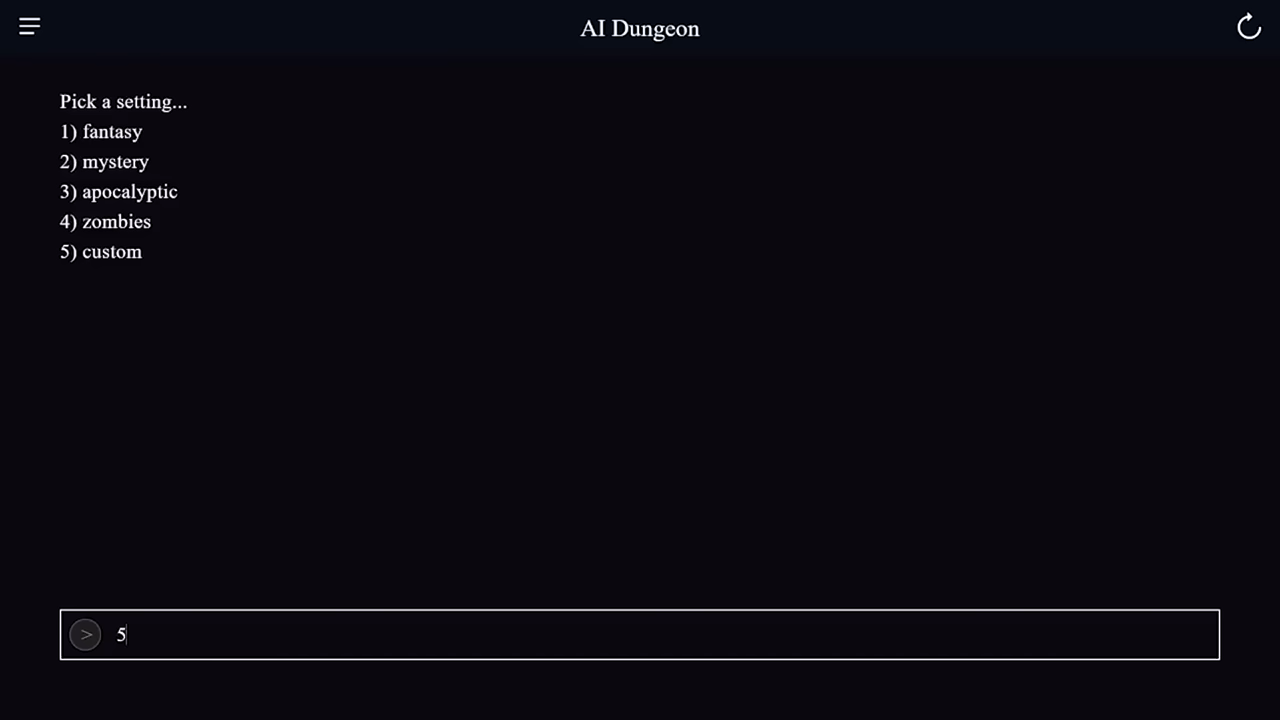 AI Dungeon
Pick a setting...
1) fantasy
2) mystery
3) apocalyptic
4) zombies
5) custom
> 5